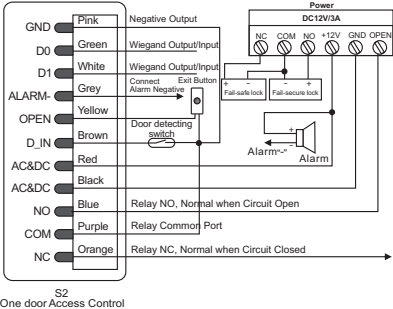 Power
DC12V/3A
NC COM NO +12V GND OPEN
+ - - +
Fail-safe lock Fail-secure lock
GND Pink Negative Output
D0 Green Wiegand Output/Input
D1 White Wiegand Output/Input
ALARM- Grey Connect Alarm Negative Exit Button
OPEN Yellow
D_IN Brown Door detecting switch
+
-
Alarm"-" Alarm
AC&DC Red
AC&DC Black
NO Blue Relay NO, Normal when Circuit Open
COM Purple Relay Common Port
NC Orange Relay NC, Normal when Circuit Closed
S2
One door Access Control